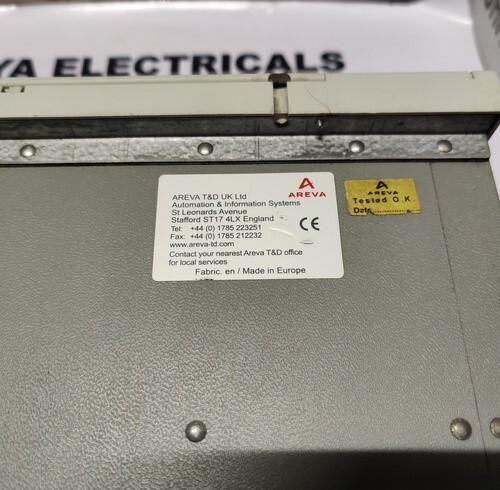 YA ELECTRICALS
AREVA T&D UK Ltd
Automation & Information Systems
St Leonards Avenue
Stafford ST17 4LX England
Tel: +44 (0) 1785 223251
Fax: +44 (0) 1785 212232
www.areva-td.com
Contact your nearest Areva T&D office
for local services
Fabric. en / Made in Europe
AREVA
CE
AREVA
Tested O.K.
Date